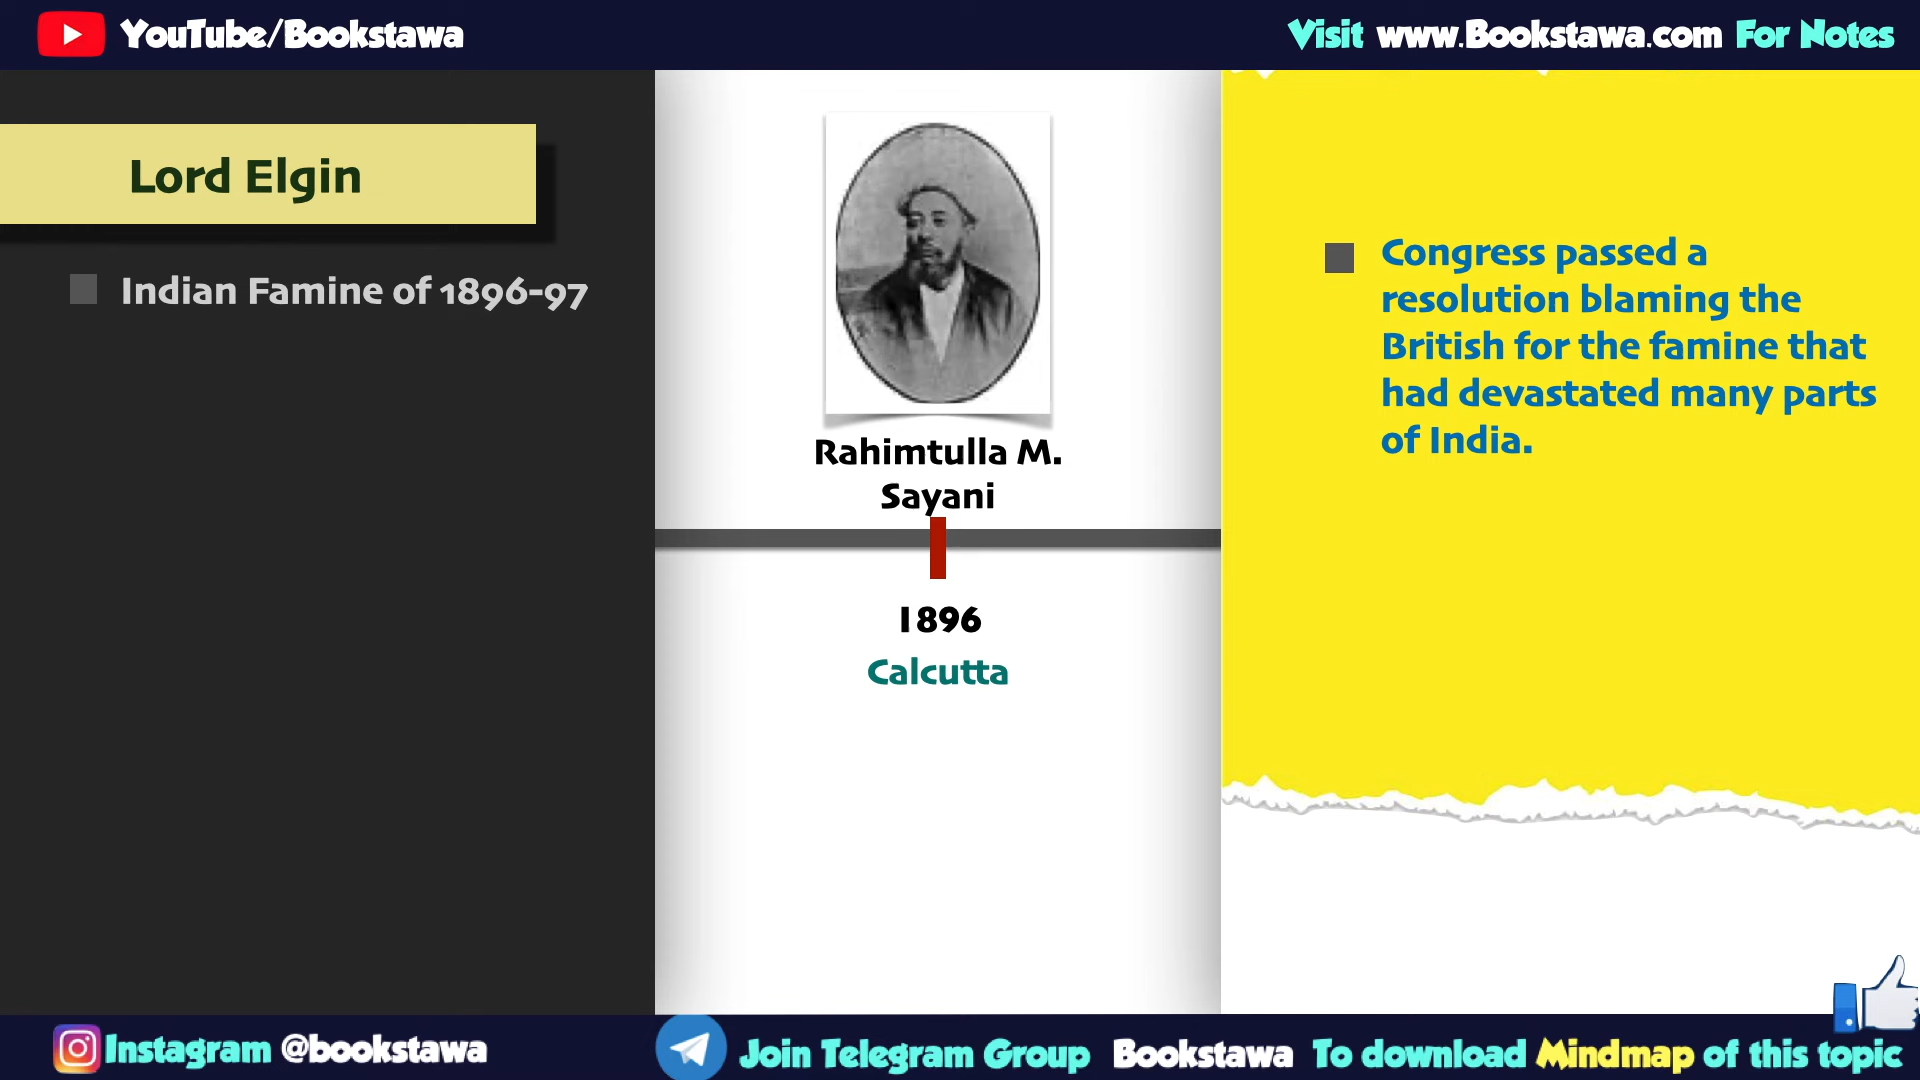 YouTube/Bookstawa
Visit www.Bookstawa.com For Notes
Lord Elgin
Indian Famine of 1896-97
Rahimtulla M.
Sayani
1896
Calcutta
Congress passed a
resolution blaming the
British for the famine that
had devastated many parts
of India.
Instagram @bookstawa
Join Telegram Group Bookstawa To download Mindmap of this topic